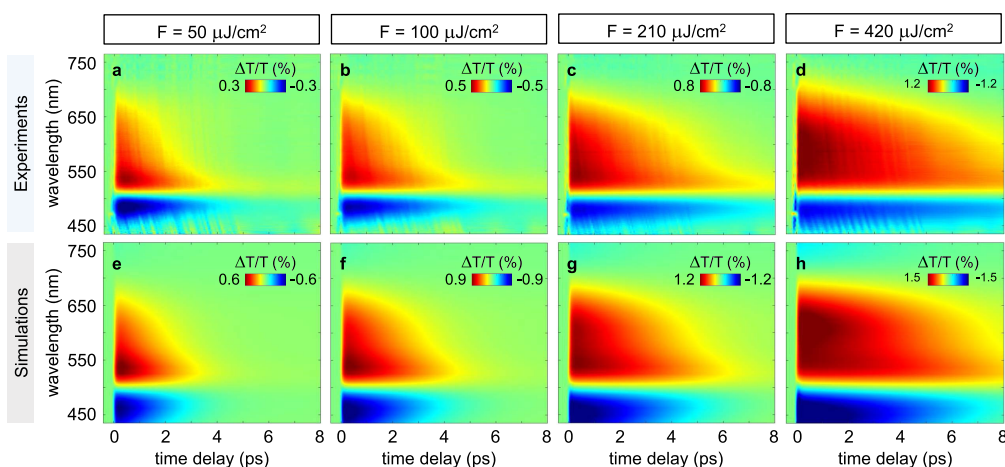 F = 50 μJ/cm²
F = 100 μJ/cm²
F = 210 μJ/cm²
F = 420 μJ/cm²
Experiments
wavelength (nm)
750
650
550
450
a
ΔT/T (%)
0.3
-0.3
b
ΔT/T (%)
0.5
-0.5
c
ΔT/T (%)
0.8
-0.8
d
ΔT/T (%)
1.2
-1.2
Simulations
wavelength (nm)
750
650
550
450
e
ΔT/T (%)
0.6
-0.6
f
ΔT/T (%)
0.9
-0.9
g
ΔT/T (%)
1.2
-1.2
h
ΔT/T (%)
1.5
-1.5
0 2 4 6 8
0 2 4 6 8
0 2 4 6 8
0 2 4 6 8
time delay (ps)
time delay (ps)
time delay (ps)
time delay (ps)